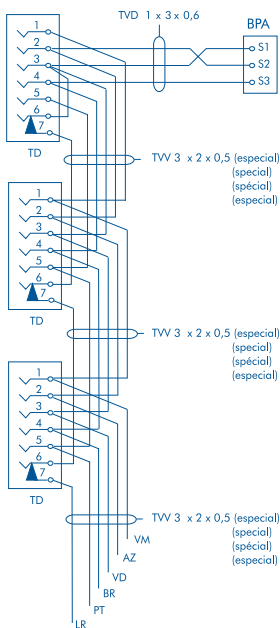 TVD 1 x 3 x 0,6
BPA
S1
S2
S3
1
2
3
4
5
6
7
TD
TVV 3 x 2 x 0,5 (especial)
(special)
(spécial)
(especial)
1
2
3
4
5
6
7
TD
TVV 3 x 2 x 0,5 (especial)
(special)
(spécial)
(especial)
1
2
3
4
5
6
7
TD
TVV 3 x 2 x 0,5 (especial)
(special)
(spécial)
(especial)
VM
AZ
VD
BR
PT
LR